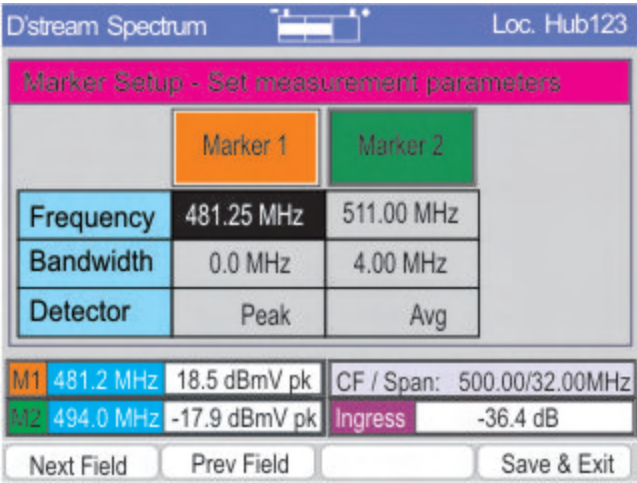 D'stream Spectrum - + Loc. Hub123
Marker Setup - Set measurement parameters
Marker 1 Marker 2
Frequency 481.25 MHz 511.00 MHz
Bandwidth 0.0 MHz 4.00 MHz
Detector Peak Avg
M1 481.2 MHz 18.5 dBmV pk CF / Span: 500.00/32.00MHz
M2 494.0 MHz -17.9 dBmV pk Ingress -36.4 dB
Next Field Prev Field Save & Exit